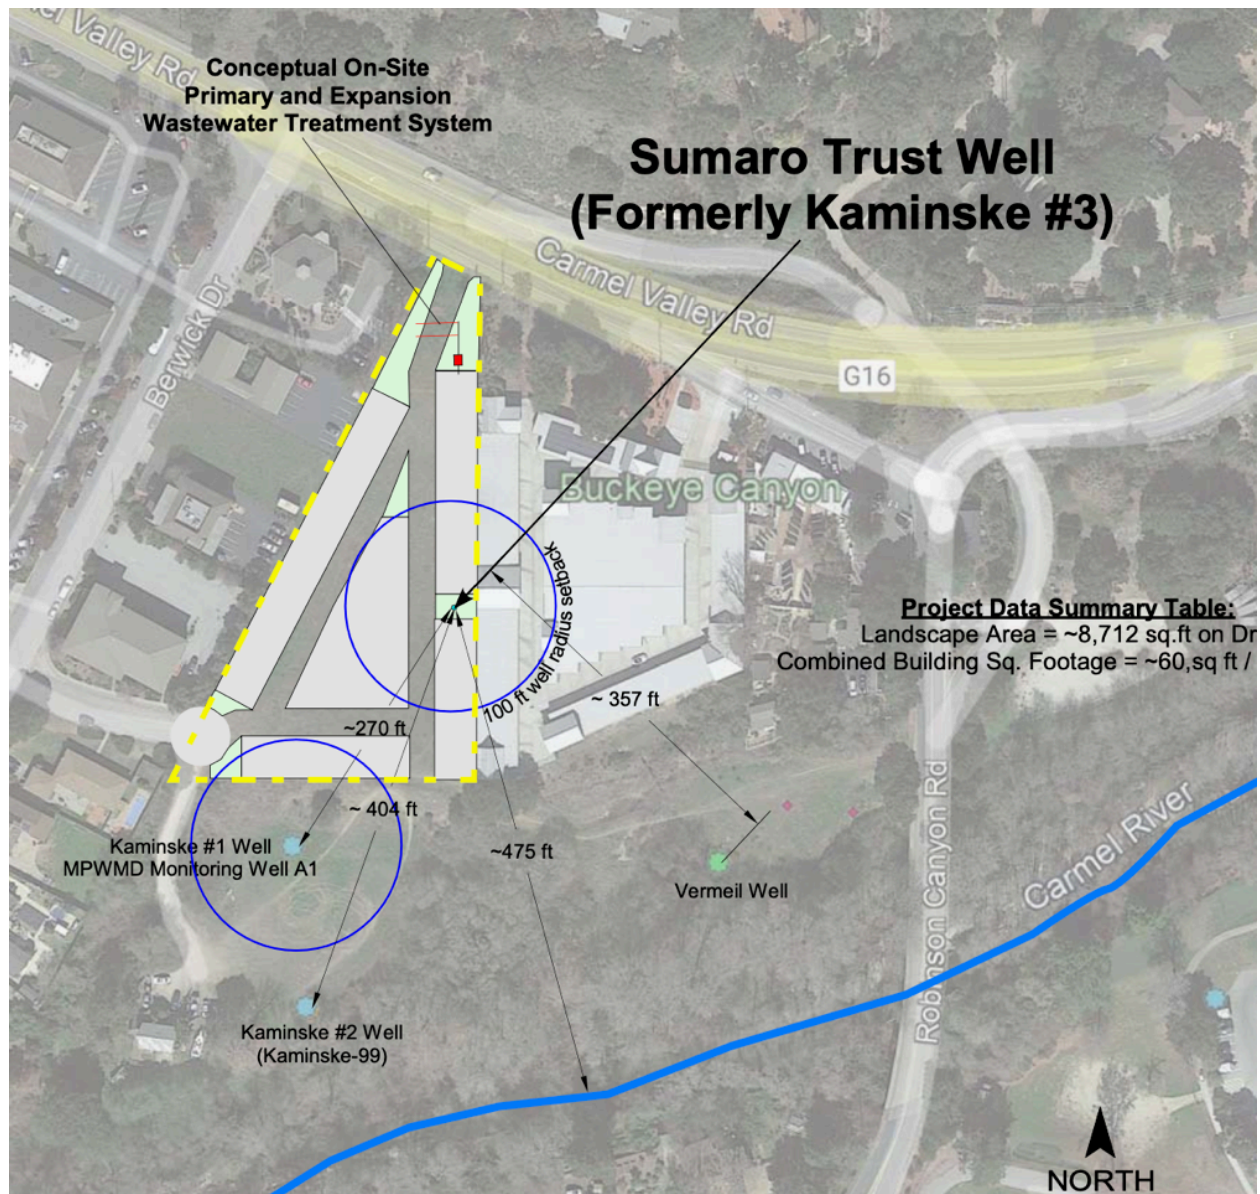 Valley Rd
Conceptual On-Site
Primary and Expansion
Wastewater Treatment System
Sumaro Trust Well
(Formerly Kaminske #3)
Carmel Valley Rd
Berwick Dr
G16
Buckeye Canyon
100 ft well radius setback
Project Data Summary Table:
Landscape Area = ~8,712 sq.ft on
Combined Building Sq. Footage = ~60,sq ft /
~ 357 ft
~270 ft
~ 404 ft
~475 ft
Kaminske #1 Well
MPWMD Monitoring Well A1
Vermeil Well
Robinson Canyon Rd
Carmel River
Kaminske #2 Well
(Kaminske-99)
NORTH